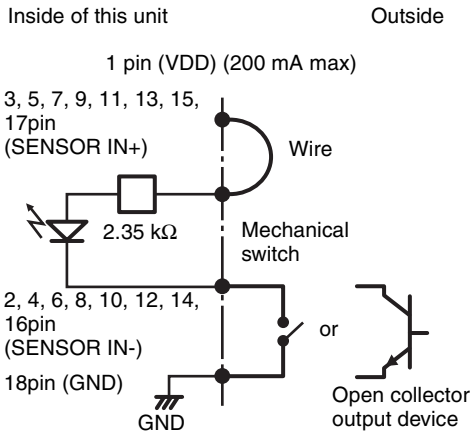 Inside of this unit
Outside
1 pin (VDD) (200 mA max)
3, 5, 7, 9, 11, 13, 15,
17pin
(SENSOR IN+)
Wire
2.35 kΩ
Mechanical
switch
2, 4, 6, 8, 10, 12, 14,
16pin
(SENSOR IN-)
or
18pin (GND)
GND
Open collector
output device